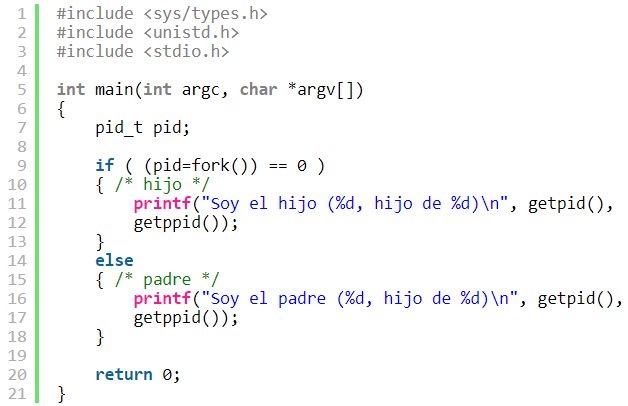 1 #include <sys/types.h>
2 #include <unistd.h>
3 #include <stdio.h>
4
5 int main(int argc, char *argv[])
6 {
7     pid_t pid;
8
9     if ( (pid=fork()) == 0 )
10     { /* hijo */
11         printf("Soy el hijo (%d, hijo de %d)\n", getpid(),
12         getppid());
13     }
14     else
15     { /* padre */
16         printf("Soy el padre (%d, hijo de %d)\n", getpid(),
17         getppid());
18     }
19
20     return 0;
21 }